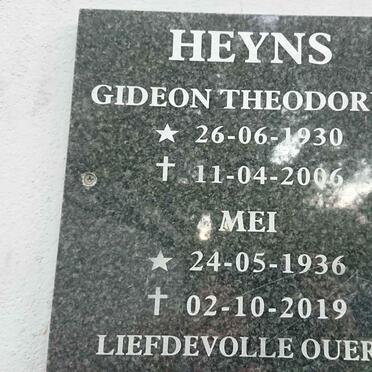 HEYNS
GIDEON THEODOR
★ 26-06-1930
✝ 11-04-2006
MEI
★ 24-05-1936
✝ 02-10-2019
LIEFDEVOLLE OUER